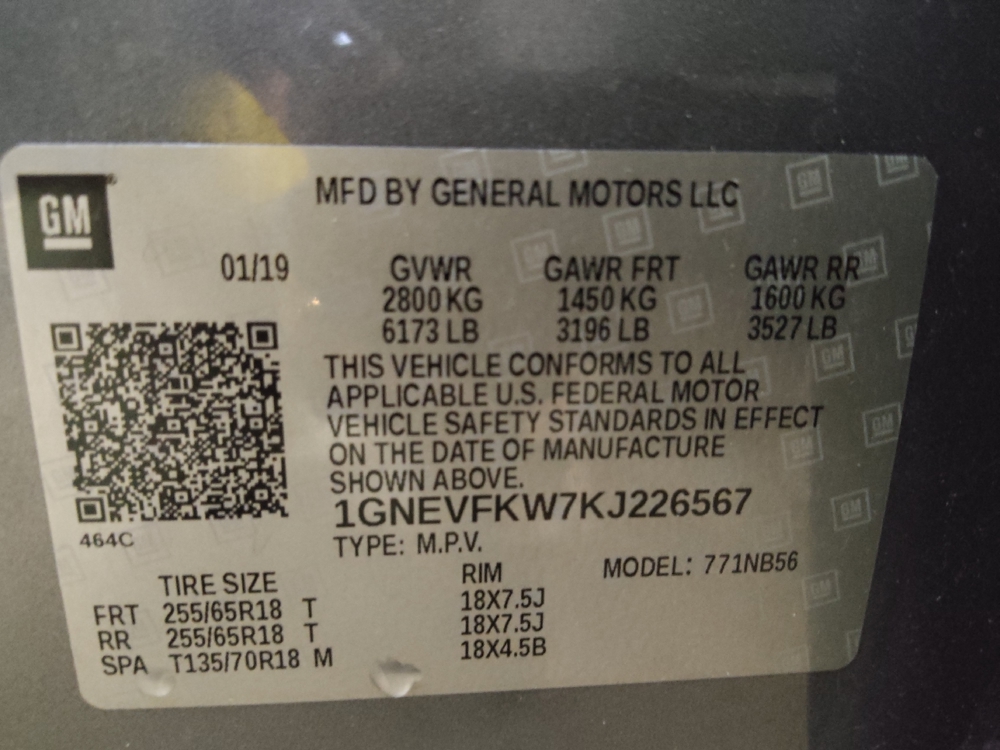 GM
MFD BY GENERAL MOTORS LLC
01/19 GVWR GAWR FRT GAWR RR
2800 KG 1450 KG 1600 KG
6173 LB 3196 LB 3527 LB
THIS VEHICLE CONFORMS TO ALL
APPLICABLE U.S. FEDERAL MOTOR
VEHICLE SAFETY STANDARDS IN EFFECT
ON THE DATE OF MANUFACTURE
SHOWN ABOVE.
1GNEVFKW7KJ226567
464C
TYPE: M.P.V.
MODEL: 771NB56
TIRE SIZE RIM
FRT 255/65R18 T 18X7.5J
RR 255/65R18 T 18X7.5J
SPA T135/70R18 M 18X4.5B